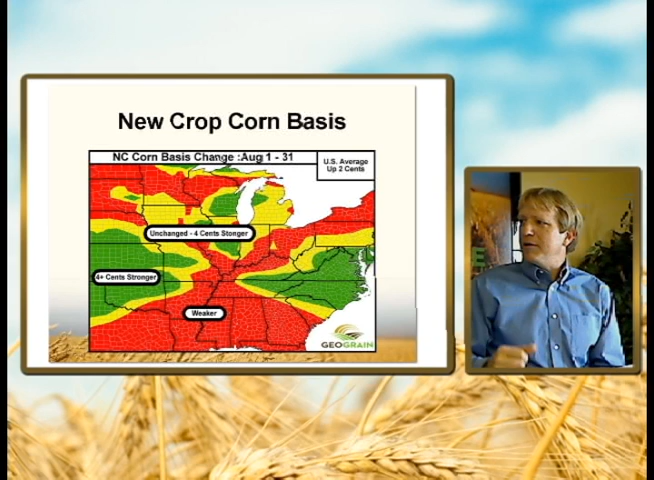 New Crop Corn Basis
NC Corn Basis Change :Aug 1 - 31
U.S. Average
Up 2 Cents
Unchanged - 4 Cents Stonger
4+ Cents Stronger
Weaker
GEOGRAIN